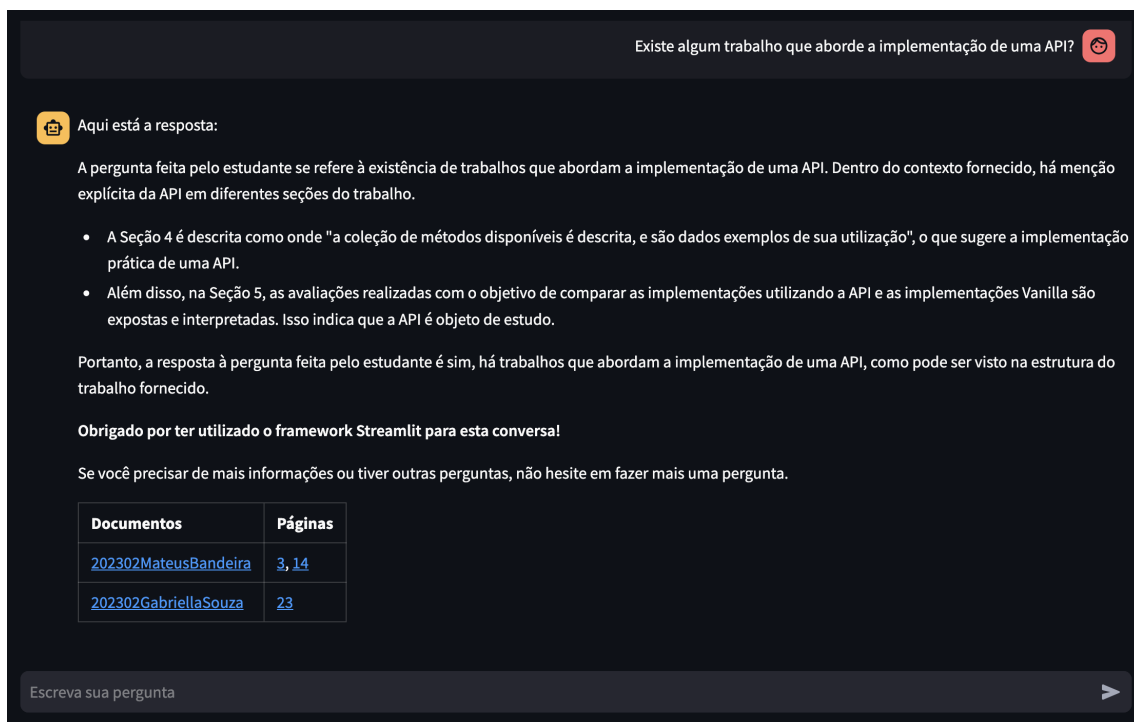 Existe algum trabalho que aborde a implementação de uma API?
Aqui está a resposta:
A pergunta feita pelo estudante se refere à existência de trabalhos que abordam a implementação de uma API. Dentro do contexto fornecido, há menção
explícita da API em diferentes seções do trabalho.
• A Seção 4 é descrita como onde "a coleção de métodos disponíveis é descrita, e são dados exemplos de sua utilização", o que sugere a implementação
prática de uma API.
• Além disso, na Seção 5, as avaliações realizadas com o objetivo de comparar as implementações utilizando a API e as implementações Vanilla são
expostas e interpretadas. Isso indica que a API é objeto de estudo.
Portanto, a resposta à pergunta feita pelo estudante é sim, há trabalhos que abordam a implementação de uma API, como pode ser visto na estrutura do
trabalho fornecido.
Obrigado por ter utilizado o framework Streamlit para esta conversa!
Se você precisar de mais informações ou tiver outras perguntas, não hesite em fazer mais uma pergunta.
Documentos Páginas
202302MateusBandeira 3, 14
202302GabriellaSouza 23
Escreva sua pergunta